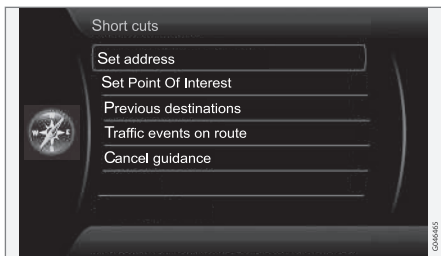 Short cuts
Set address
Set Point Of Interest
Previous destinations
Traffic events on route
Cancel guidance
W E
G046465